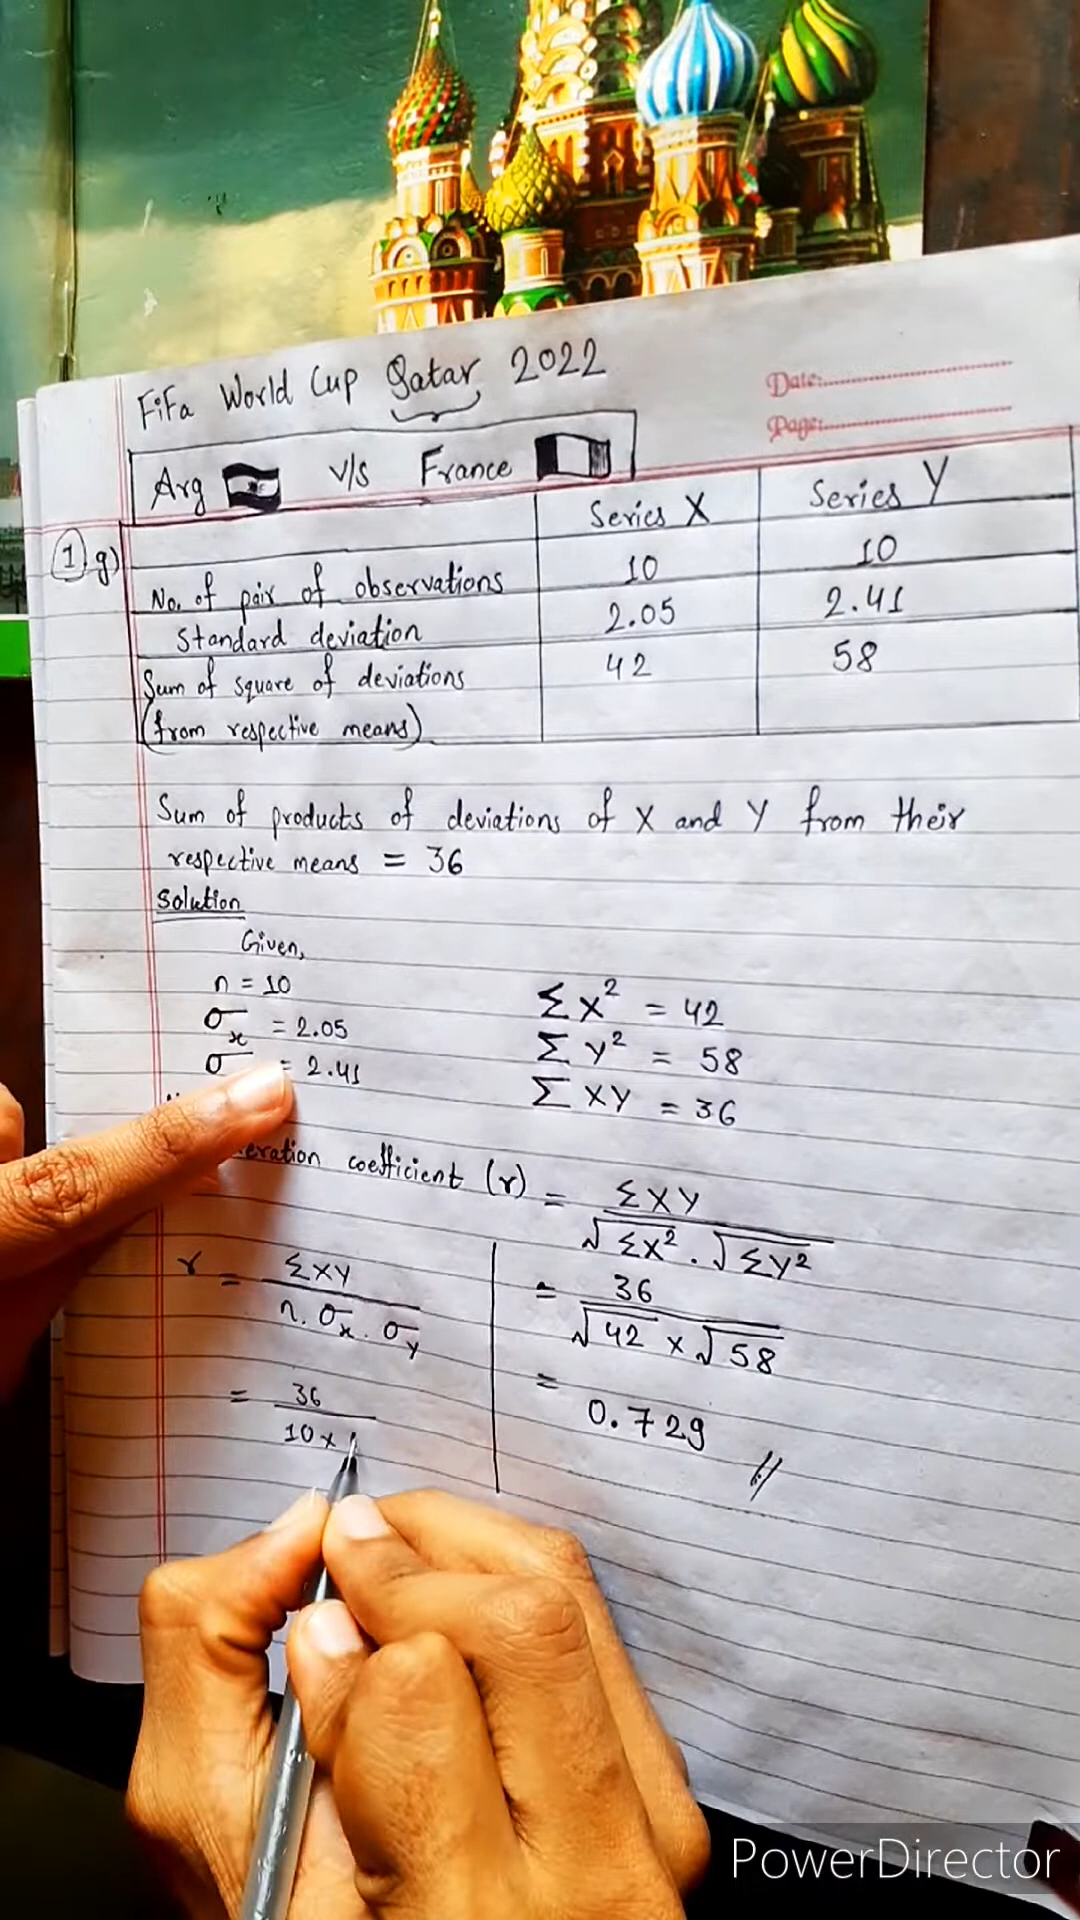 FiFa World Cup Qatar 2022
Date:
Page:
Arg V/S France
Series X Series Y
1 g)
No. of pair of observations 10 10
Standard deviation 2.05 2.41
Sum of square of deviations 42 58
(from respective means)
Sum of products of deviations of X and Y from their
respective means = 36
Solution
Given,
n = 10
σx = 2.05
σ = 2.41
ΣX² = 42
ΣY² = 58
ΣXY = 36
coefficient (r) = ΣXY / √ΣX² . √ΣY²
= 36 / √42 × √58
= 0.729
r = ΣXY / n. σx . σy
= 36 / 10 ×
PowerDirector